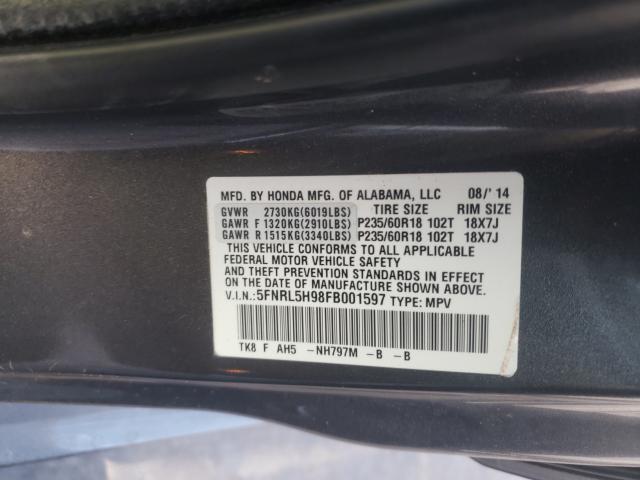 MFD. BY HONDA MFG. OF ALABAMA, LLC 08/'14
GVWR 2730KG(6019LBS) TIRE SIZE RIM SIZE
GAWR F 1320KG(2910LBS) P235/60R18 102T 18X7J
GAWR R 1515KG(3340LBS) P235/60R18 102T 18X7J
THIS VEHICLE CONFORMS TO ALL APPLICABLE
FEDERAL MOTOR VEHICLE SAFETY
AND THEFT PREVENTION STANDARDS IN EFFECT ON
THE DATE OF MANUFACTURE SHOWN ABOVE.
V.I.N.: 5FNRL5H98FB001597 TYPE: MPV
TK8 F AH5 -NH797M -B -B